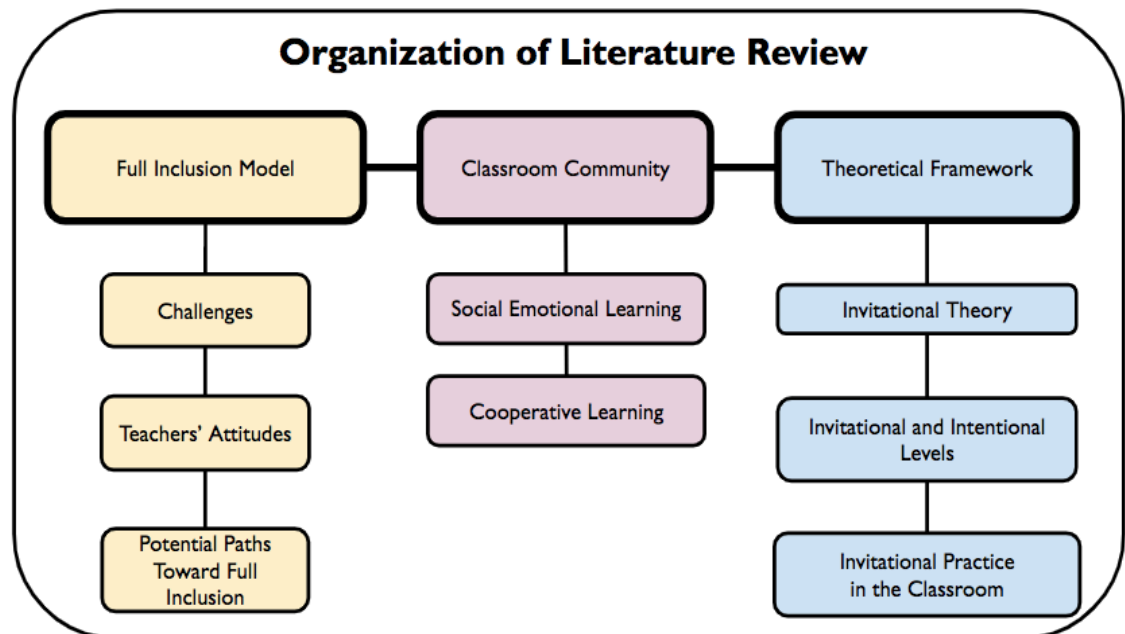 Organization of Literature Review
Full Inclusion Model
Classroom Community
Theoretical Framework
Challenges
Social Emotional Learning
Invitational Theory
Teachers' Attitudes
Cooperative Learning
Invitational and Intentional
Levels
Potential Paths
Toward Full
Inclusion
Invitational Practice
in the Classroom